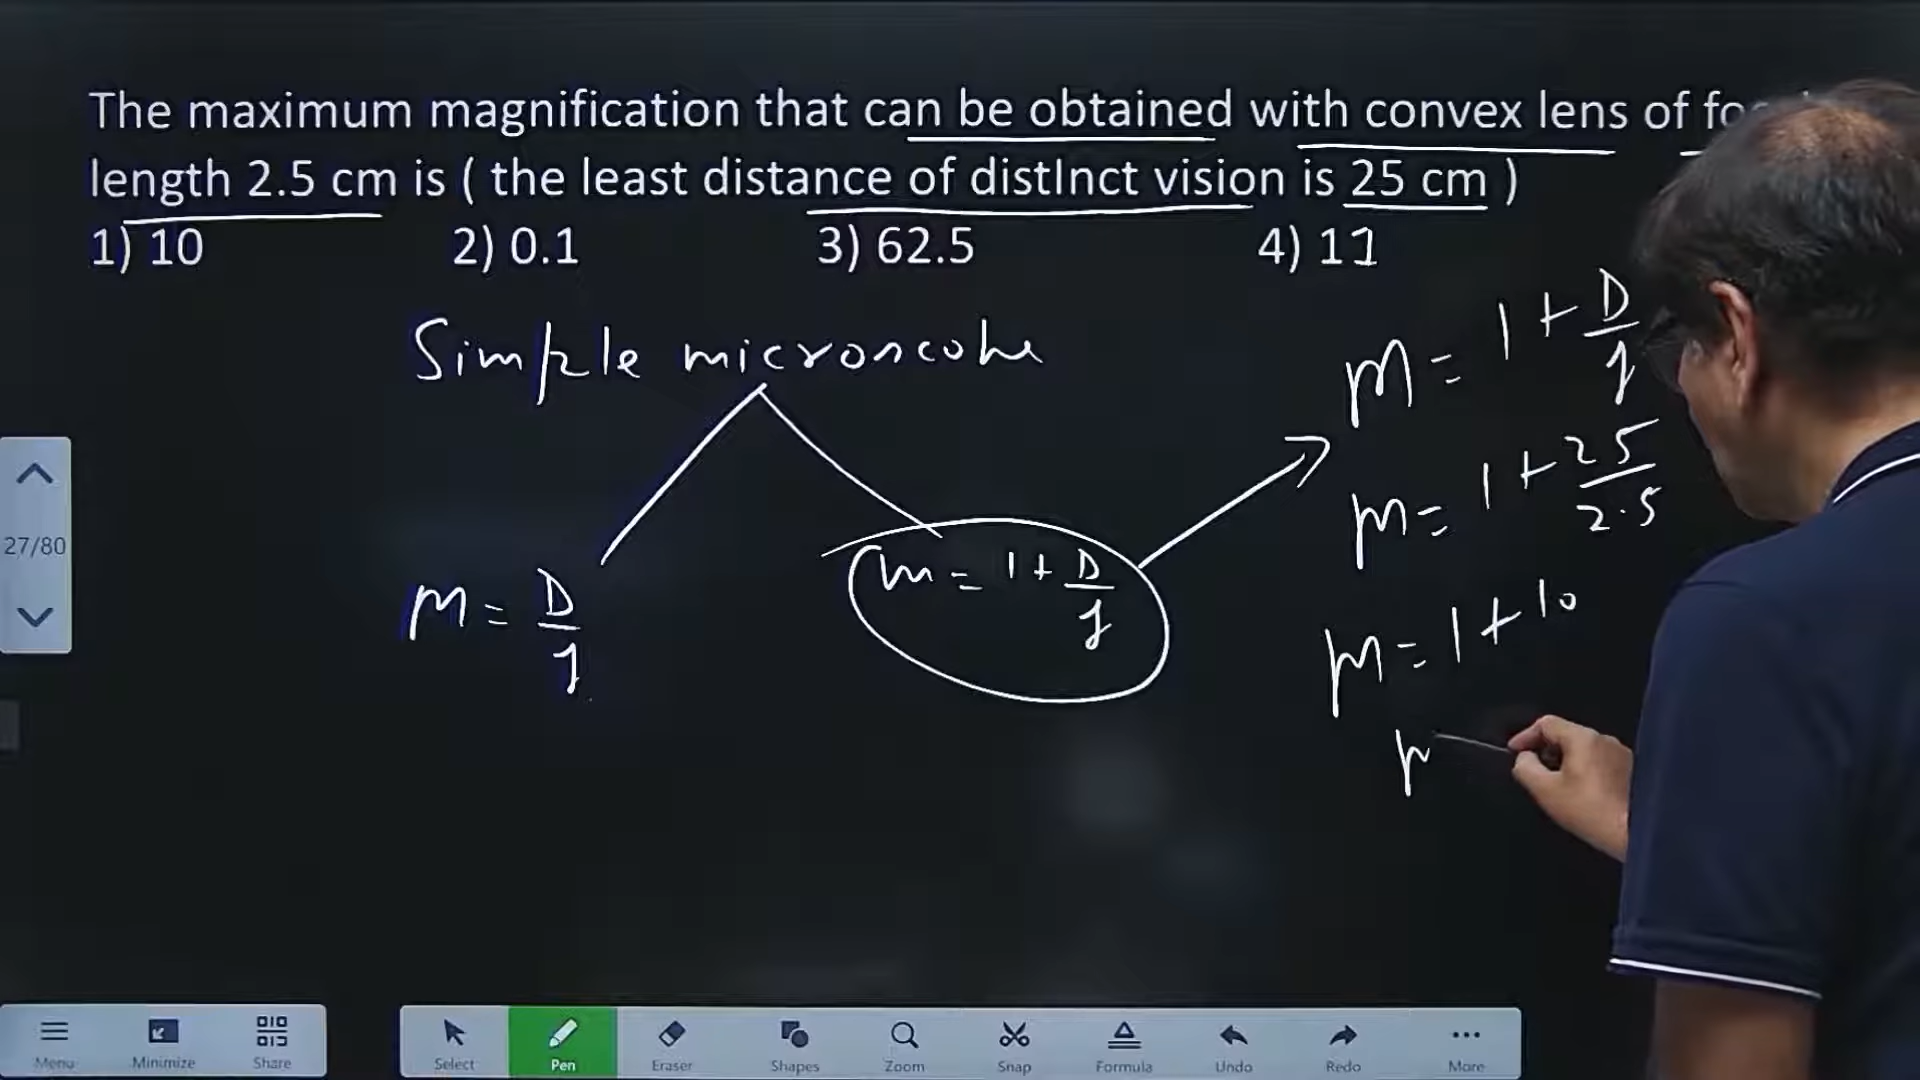 The maximum magnification that can be obtained with convex lens of
length 2.5 cm is ( the least distance of distInct vision is 25 cm )
1) 10 2) 0.1 3) 62.5 4) 11
Simple microscope
M = D/f
m = 1 + D/f
M = 1 + D/f
M = 1 + 25/2.5
M = 1 + 10
27/80
Menu Minimize Share Select Pen Eraser Shapes Zoom Snap Formula Undo Redo More